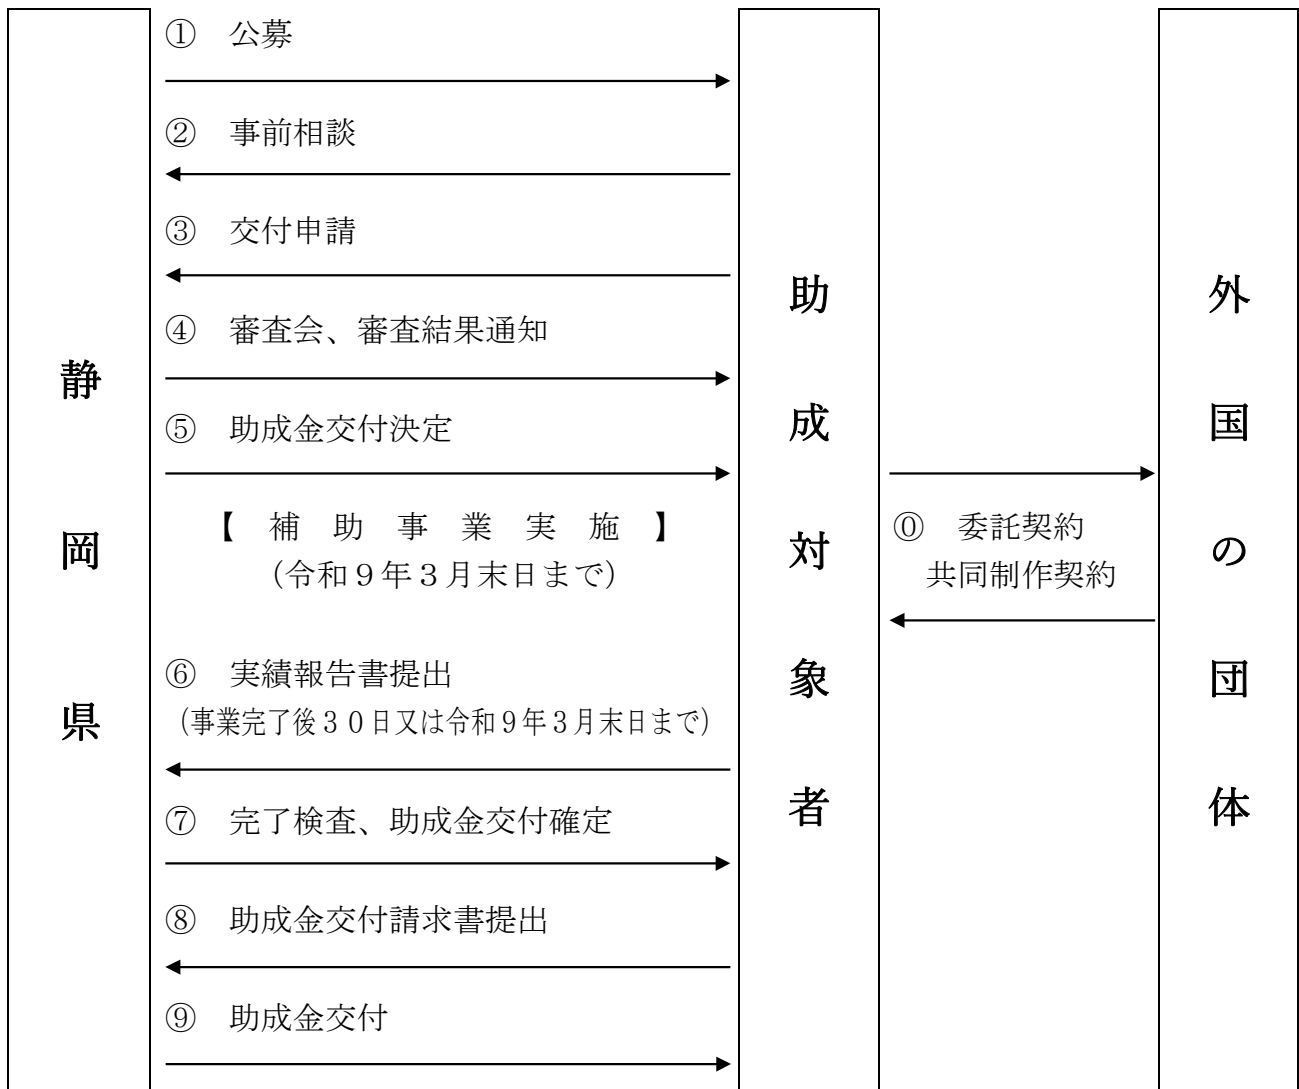 静岡県
① 公募
② 事前相談
③ 交付申請
④ 審査会、審査結果通知
⑤ 助成金交付決定
【 補 助 事 業 実 施 】
（令和９年３月末日まで）
⑥ 実績報告書提出
（事業完了後３０日又は令和９年３月末日まで）
⑦ 完了検査、助成金交付確定
⑧ 助成金交付請求書提出
⑨ 助成金交付
助成対象者
⓪ 委託契約
共同制作契約
外国の団体